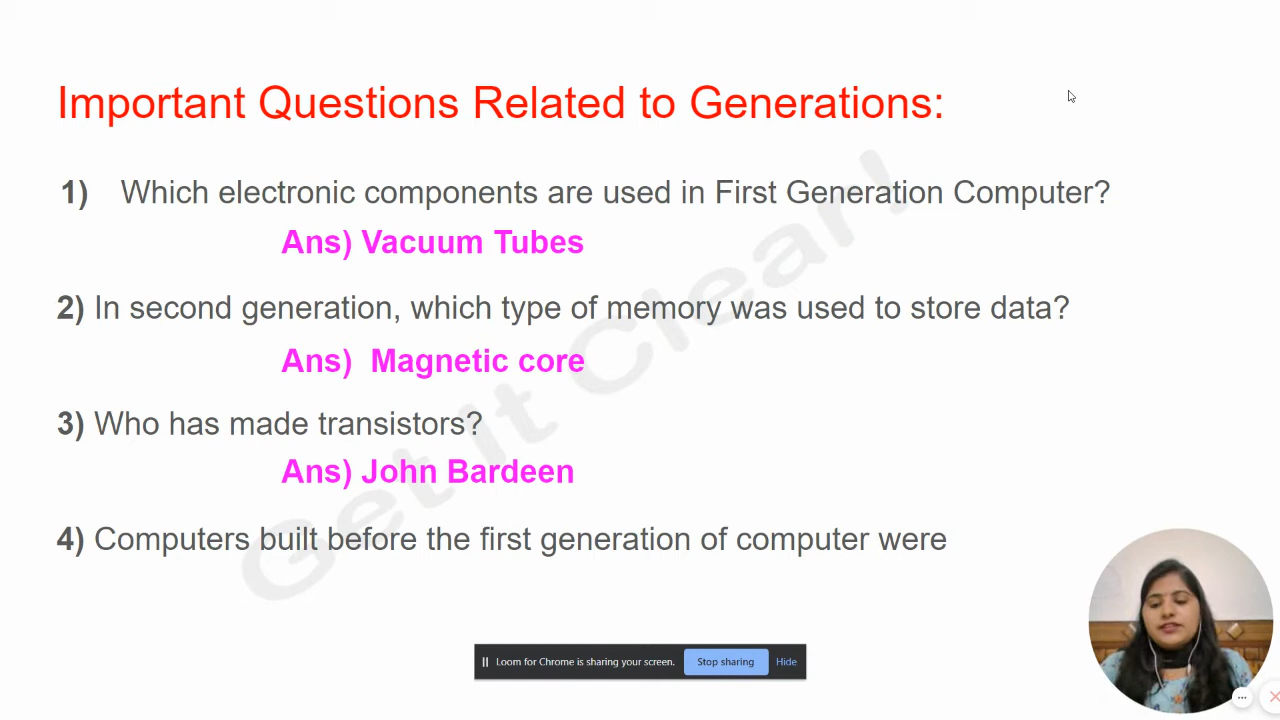 Important Questions Related to Generations:
1) Which electronic components are used in First Generation Computer?
Ans) Vacuum Tubes
2) In second generation, which type of memory was used to store data?
Ans) Magnetic core
3) Who has made transistors?
Ans) John Bardeen
4) Computers built before the first generation of computer were
Get it Clear!
Loom for Chrome is sharing your screen. Stop sharing Hide